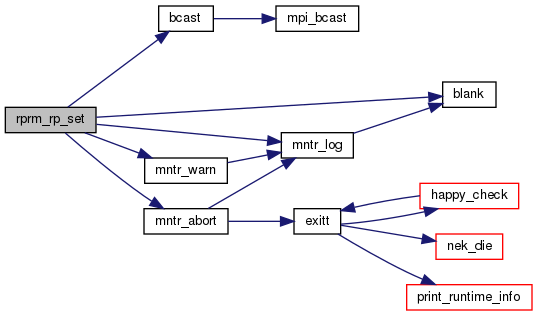 bcast
mpi_bcast
blank
rprm_rp_set
mntr_log
mntr_warn
happy_check
mntr_abort
exitt
nek_die
print_runtime_info